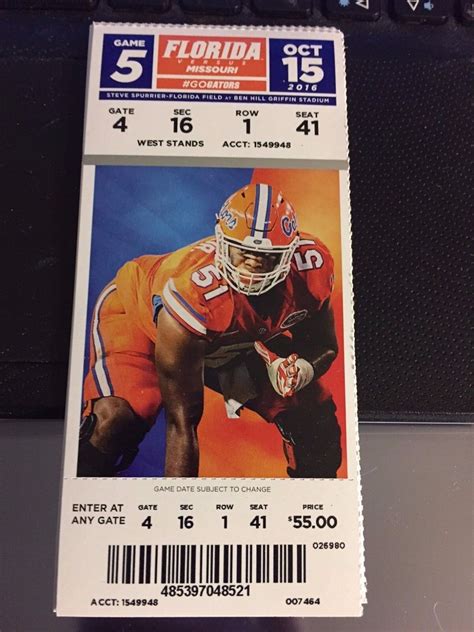 GAME
5
FLORIDA
VERSUS
MISSOURI
#GOGATORS
OCT
15
2016
STEVE SPURRIER-FLORIDA FIELD AT BEN HILL GRIFFIN STADIUM
GATE SEC ROW SEAT
4 16 1 41
WEST STANDS ACCT: 1549948
51
51
GAME DATE SUBJECT TO CHANGE
ENTER AT
ANY GATE
GATE SEC ROW SEAT PRICE
4 16 1 41 $55.00
026980
485397048521
ACCT: 1549948 007464